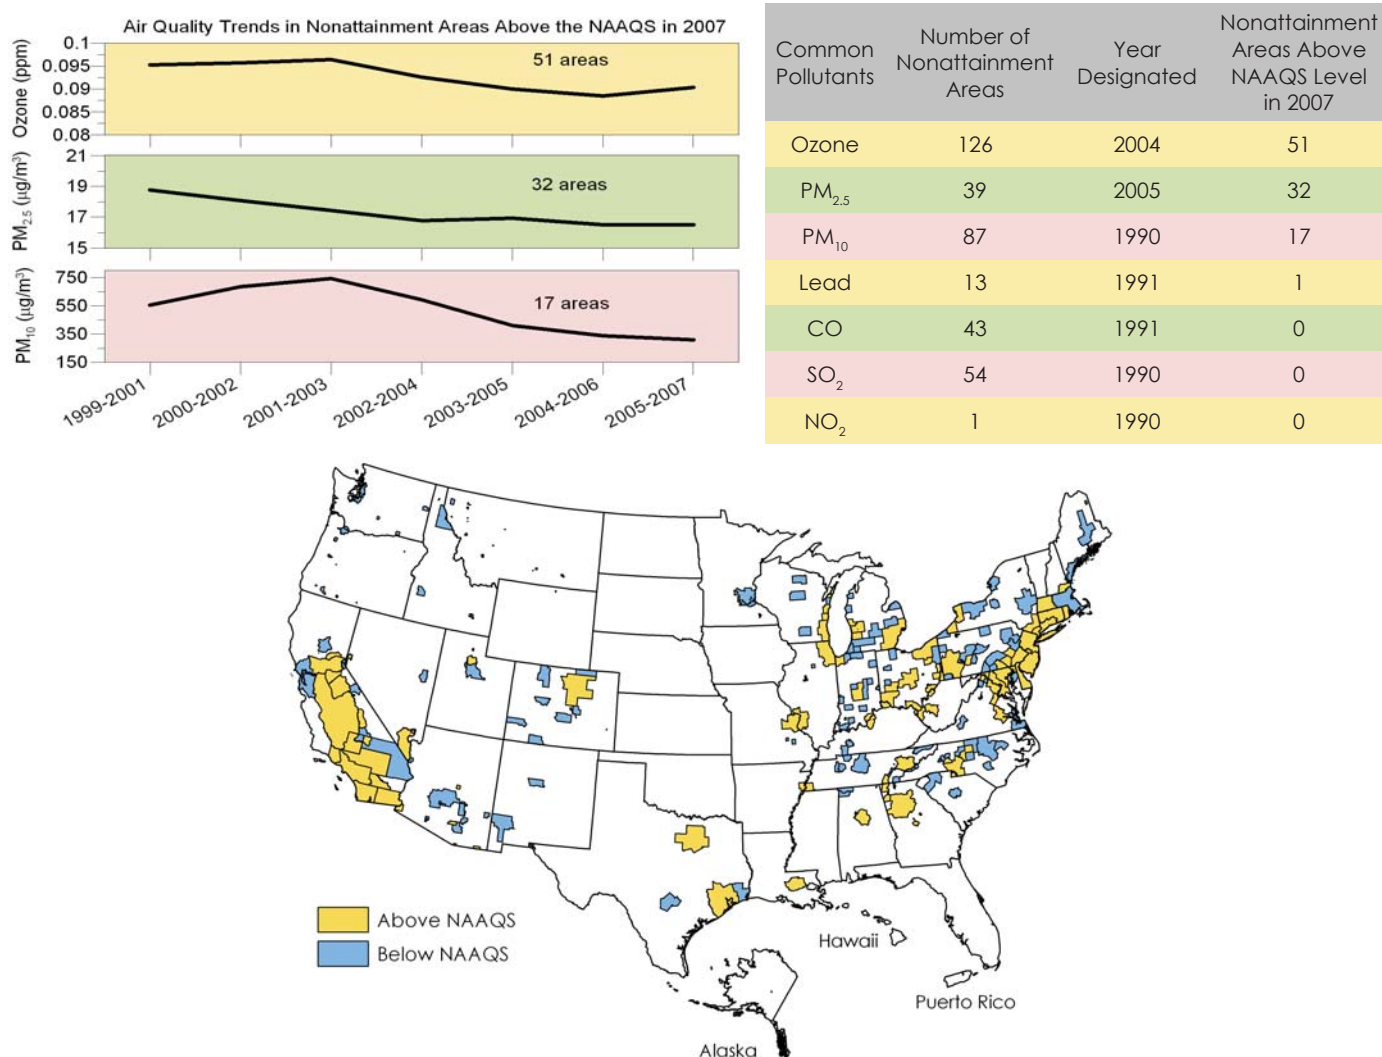 Air Quality Trends in Nonattainment Areas Above the NAAQS in 2007
Ozone (ppm)
0.1
0.095
0.09
0.085
0.08
51 areas
PM2.5 (µg/m³)
21
19
17
15
32 areas
PM10 (µg/m³)
750
550
350
150
17 areas
1999-2001
2000-2002
2001-2003
2002-2004
2003-2005
2004-2006
2005-2007
Common
Pollutants
Number of
Nonattainment
Areas
Year
Designated
Nonattainment
Areas Above
NAAQS Level
in 2007
Ozone 126 2004 51
PM2.5 39 2005 32
PM10 87 1990 17
Lead 13 1991 1
CO 43 1991 0
SO2 54 1990 0
NO2 1 1990 0
Above NAAQS
Below NAAQS
Hawaii
Puerto Rico
Alaska